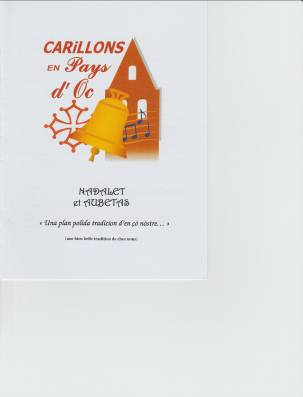 CARiLLONS
EN Pays
d'Oc
NADALET
et AUBETAS
« Una plan polida tradicion d'en çò nòstre... »
(une bien belle tradition de chez nous)